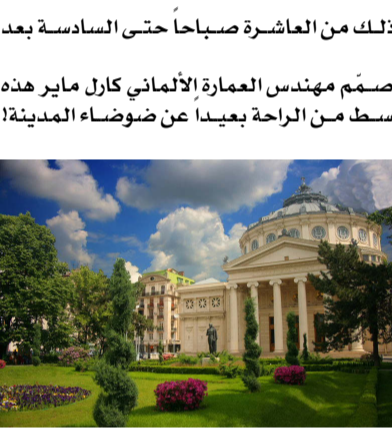 ذلك من العاشرة صباحاً حتى السادسة بعد
صمّم مهندس العمارة الألماني كارل ماير هذه
سط من الراحة بعيداً عن ضوضاء المدينة!